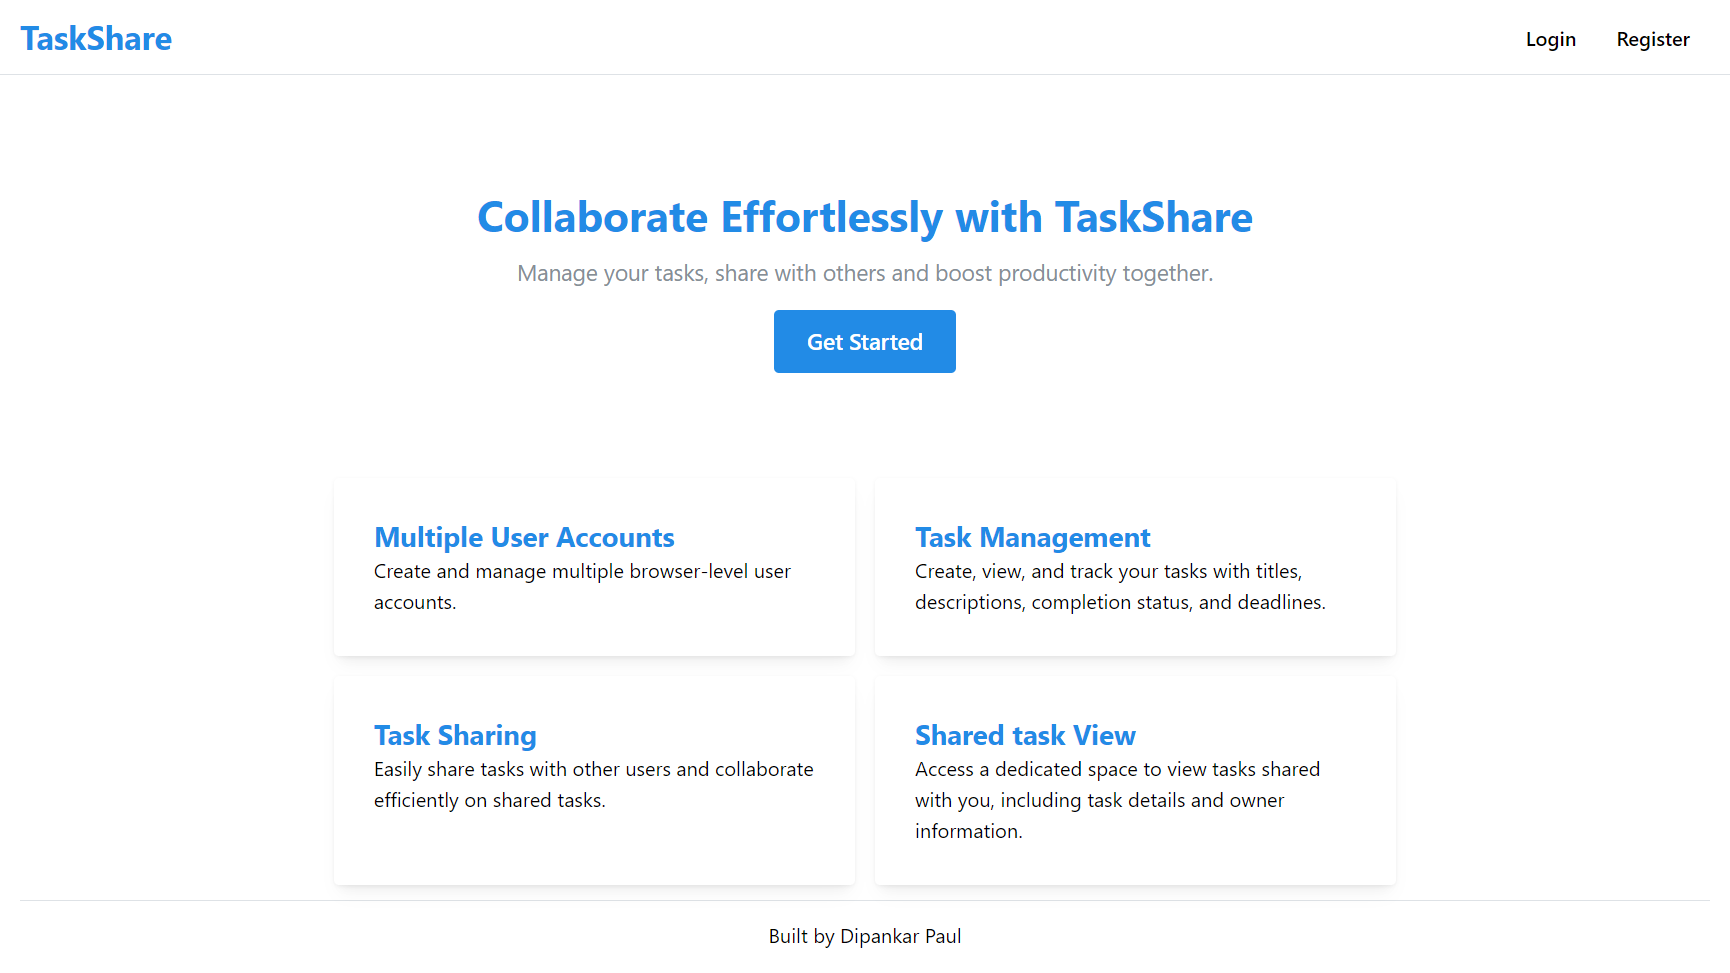 TaskShare
Login
Register
Collaborate Effortlessly with TaskShare
Manage your tasks, share with others and boost productivity together.
Get Started
Multiple User Accounts
Create and manage multiple browser-level user
accounts.
Task Management
Create, view, and track your tasks with titles,
descriptions, completion status, and deadlines.
Task Sharing
Easily share tasks with other users and collaborate
efficiently on shared tasks.
Shared task View
Access a dedicated space to view tasks shared
with you, including task details and owner
information.
Built by Dipankar Paul